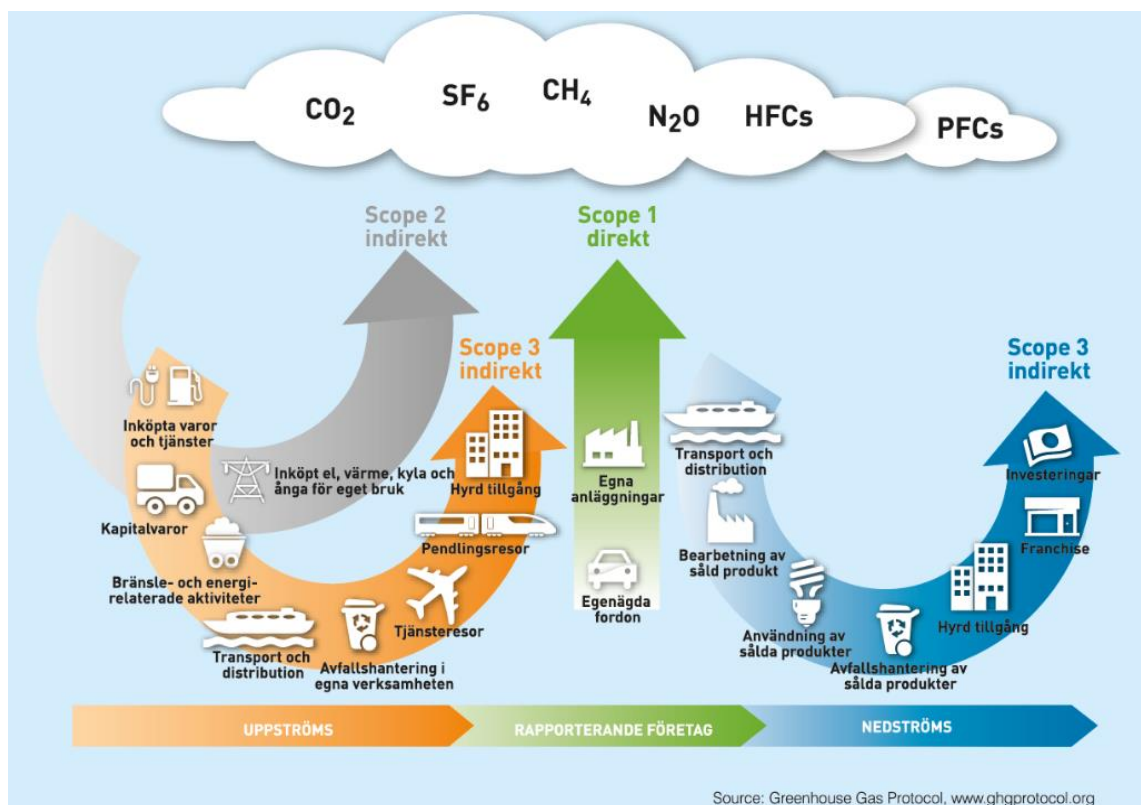 CO₂
SF₆
CH₄
N₂O
HFCs
PFCs
Scope 2
indirekt
Scope 1
direkt
Scope 3
indirekt
Scope 3
indirekt
Inköpta varor
och tjänster
Kapitalvaror
Bränsle- och energi-
relaterade aktiviteter
Transport och
distribution
Avfallshantering i
egna verksamheten
Tjänsteresor
Pendlingsresor
Hyrd tillgång
Inköpt el, värme, kyla och
ånga för eget bruk
Egna
anläggningar
Egenägda
fordon
Transport och
distribution
Bearbetning av
såld produkt
Användning av
sålda produkter
Avfallshantering av
sålda produkter
Hyrd tillgång
Franchise
Investeringar
UPPSTRÖMS
RAPPORTERANDE FÖRETAG
NEDSTRÖMS
Source: Greenhouse Gas Protocol, www.ghgprotocol.org